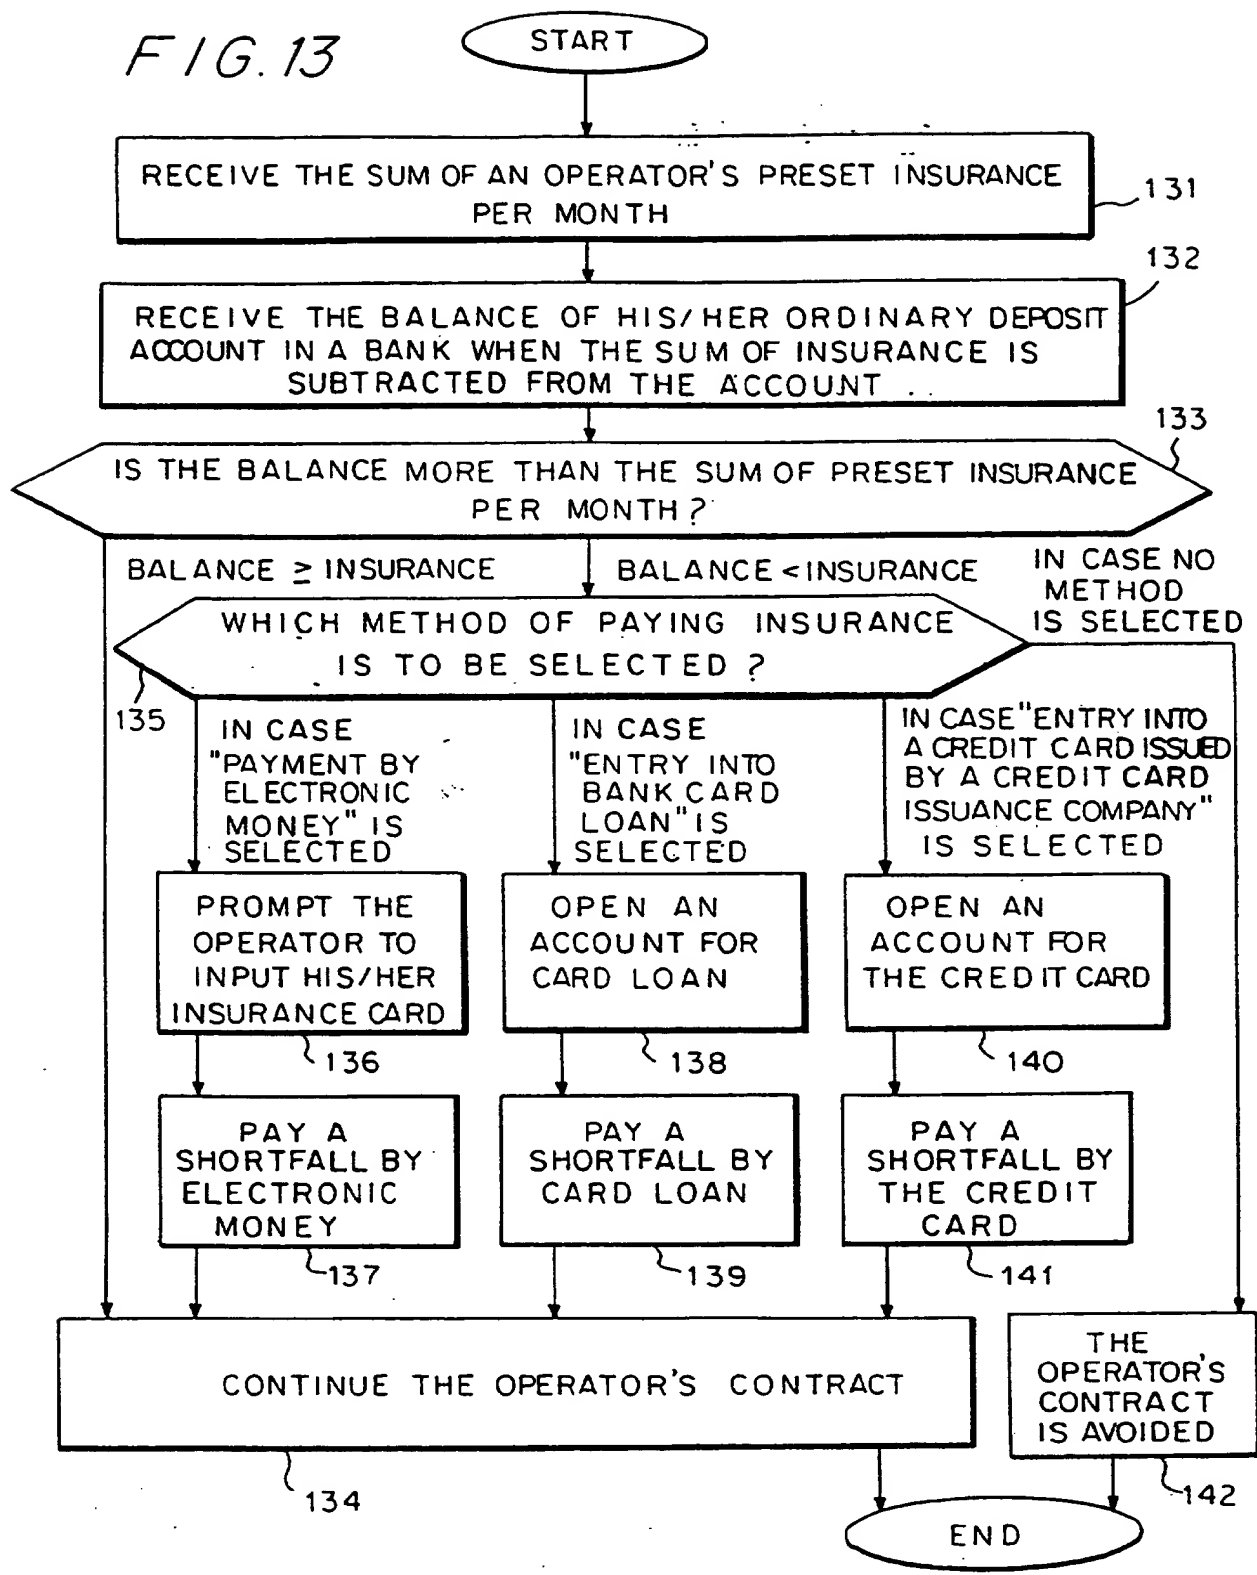 FIG. 13
START
RECEIVE THE SUM OF AN OPERATOR'S PRESET INSURANCE
PER MONTH
131
132
RECEIVE THE BALANCE OF HIS/HER ORDINARY DEPOSIT
ACCOUNT IN A BANK WHEN THE SUM OF INSURANCE IS
SUBTRACTED FROM THE ACCOUNT
133
IS THE BALANCE MORE THAN THE SUM OF PRESET INSURANCE
PER MONTH?
BALANCE ≥ INSURANCE
BALANCE < INSURANCE
IN CASE NO
METHOD
IS SELECTED
WHICH METHOD OF PAYING INSURANCE
IS TO BE SELECTED?
135
IN CASE
"PAYMENT BY
ELECTRONIC
MONEY" IS
SELECTED
IN CASE
"ENTRY INTO
BANK CARD
LOAN" IS
SELECTED
IN CASE "ENTRY INTO
A CREDIT CARD ISSUED
BY A CREDIT CARD
ISSUANCE COMPANY"
IS SELECTED
PROMPT THE
OPERATOR TO
INPUT HIS/HER
INSURANCE CARD
136
OPEN AN
ACCOUNT FOR
CARD LOAN
138
OPEN AN
ACCOUNT FOR
THE CREDIT CARD
140
PAY A
SHORTFALL BY
ELECTRONIC
MONEY
137
PAY A
SHORTFALL BY
CARD LOAN
139
PAY A
SHORTFALL BY
THE CREDIT
CARD
141
CONTINUE THE OPERATOR'S CONTRACT
134
THE
OPERATOR'S
CONTRACT
IS AVOIDED
142
END